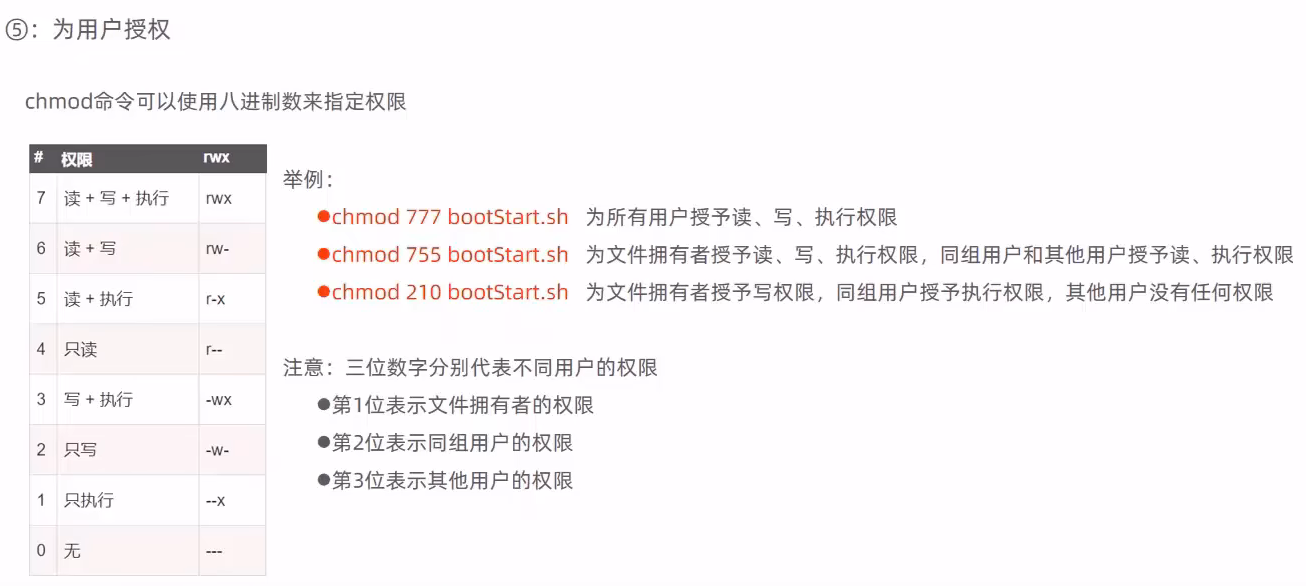 ⑤：为用户授权
chmod命令可以使用八进制数来指定权限
# 权限 rwx
7 读 + 写 + 执行 rwx
6 读 + 写 rw-
5 读 + 执行 r-x
4 只读 r--
3 写 + 执行 -wx
2 只写 -w-
1 只执行 --x
0 无 ---
举例：
●chmod 777 bootStart.sh 为所有用户授予读、写、执行权限
●chmod 755 bootStart.sh 为文件拥有者授予读、写、执行权限，同组用户和其他用户授予读、执行权限
●chmod 210 bootStart.sh 为文件拥有者授予写权限，同组用户授予执行权限，其他用户没有任何权限
注意：三位数字分别代表不同用户的权限
●第1位表示文件拥有者的权限
●第2位表示同组用户的权限
●第3位表示其他用户的权限